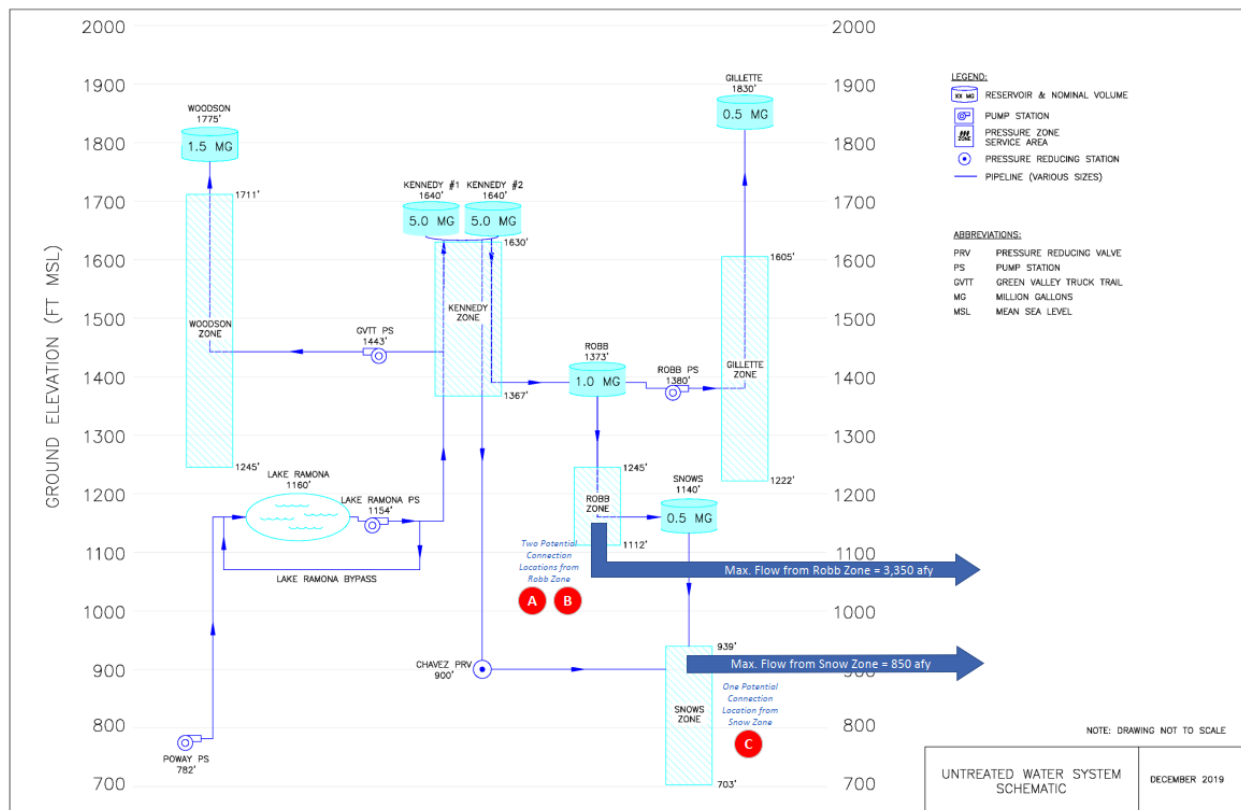 2000
1900
1800
1700
1600
1500
1400
1300
1200
1100
1000
900
800
700
GROUND ELEVATION (FT MSL)
WOODSON
1775'
1.5 MG
1711'
WOODSON
ZONE
1245'
GVTT PS
1443'
KENNEDY #1
1640'
5.0 MG
KENNEDY #2
1640'
5.0 MG
1630'
KENNEDY
ZONE
1367'
LAKE RAMONA
1160'
LAKE RAMONA PS
1154'
LAKE RAMONA BYPASS
POWAY PS
782'
CHAVEZ PRV
900'
ROBB
1373'
1.0 MG
ROBB PS
1380'
GILLETTE
1830'
0.5 MG
1605'
GILLETTE
ZONE
1222'
1245'
ROBB
ZONE
1112'
SNOWS
1140'
0.5 MG
Two Potential
Connection
Locations from
Robb Zone
A
B
Max. Flow from Robb Zone = 3,350 afy
939'
Max. Flow from Snow Zone = 850 afy
SNOWS
ZONE
703'
One Potential
Connection
Location from
Snow Zone
C
2000
1900
1800
1700
1600
1500
1400
1300
1200
1100
1000
900
800
700
LEGEND:
XX MG
RESERVOIR & NOMINAL VOLUME
PUMP STATION
ZONE
PRESSURE ZONE
SERVICE AREA
PRESSURE REDUCING STATION
PIPELINE (VARIOUS SIZES)
ABBREVIATIONS:
PRV PRESSURE REDUCING VALVE
PS PUMP STATION
GVTT GREEN VALLEY TRUCK TRAIL
MG MILLION GALLONS
MSL MEAN SEA LEVEL
NOTE: DRAWING NOT TO SCALE
UNTREATED WATER SYSTEM
SCHEMATIC
DECEMBER 2019